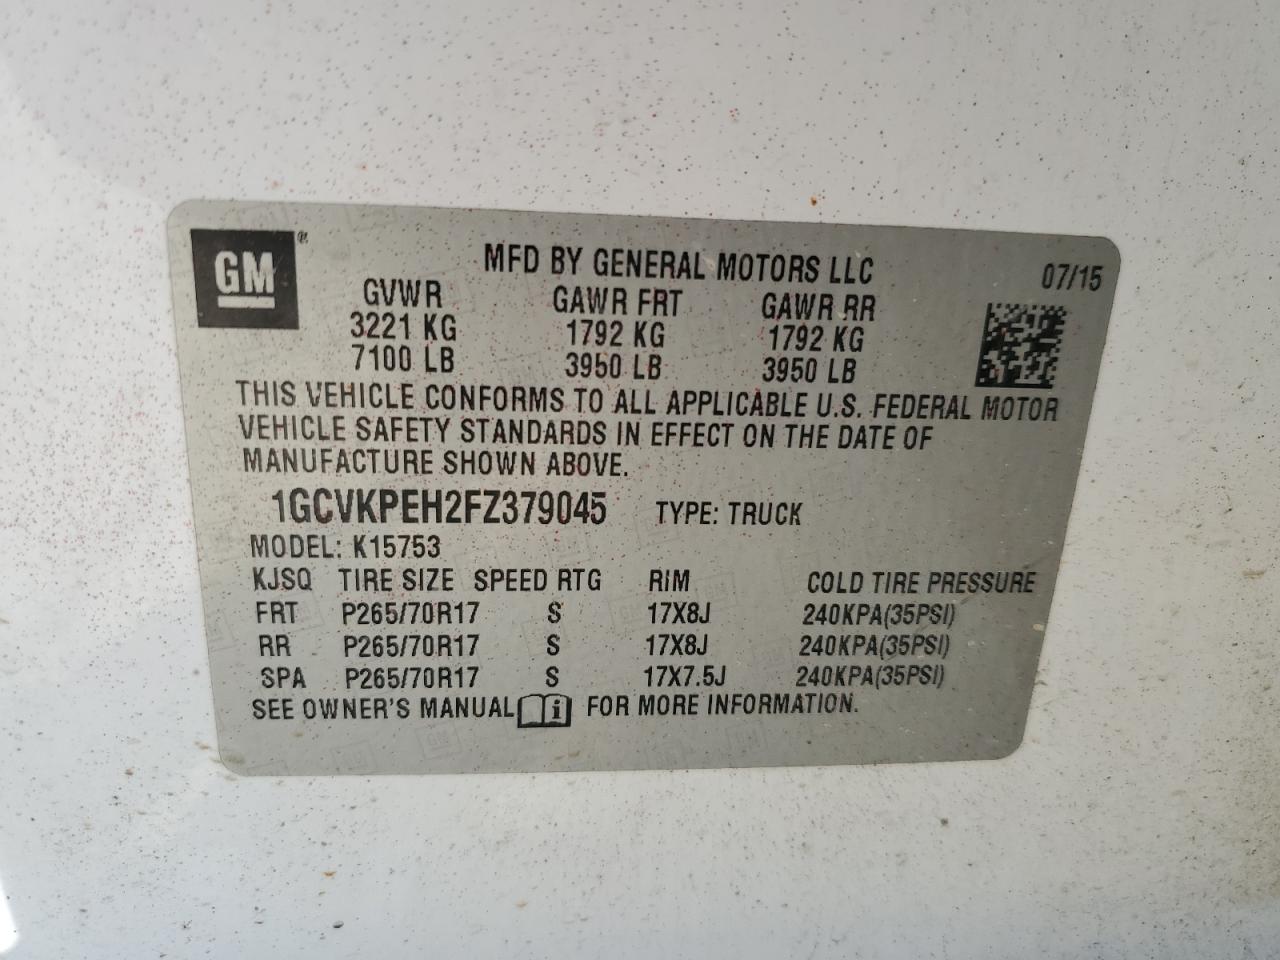 GM®
MFD BY GENERAL MOTORS LLC 07/15
GVWR GAWR FRT GAWR RR
3221 KG 1792 KG 1792 KG
7100 LB 3950 LB 3950 LB
THIS VEHICLE CONFORMS TO ALL APPLICABLE U.S. FEDERAL MOTOR
VEHICLE SAFETY STANDARDS IN EFFECT ON THE DATE OF
MANUFACTURE SHOWN ABOVE.
1GCVKPEH2FZ379045 TYPE: TRUCK
MODEL: K15753
KJSQ TIRE SIZE SPEED RTG RIM COLD TIRE PRESSURE
FRT P265/70R17 S 17X8J 240KPA(35PSI)
RR P265/70R17 S 17X8J 240KPA(35PSI)
SPA P265/70R17 S 17X7.5J 240KPA(35PSI)
SEE OWNER'S MANUAL i FOR MORE INFORMATION.